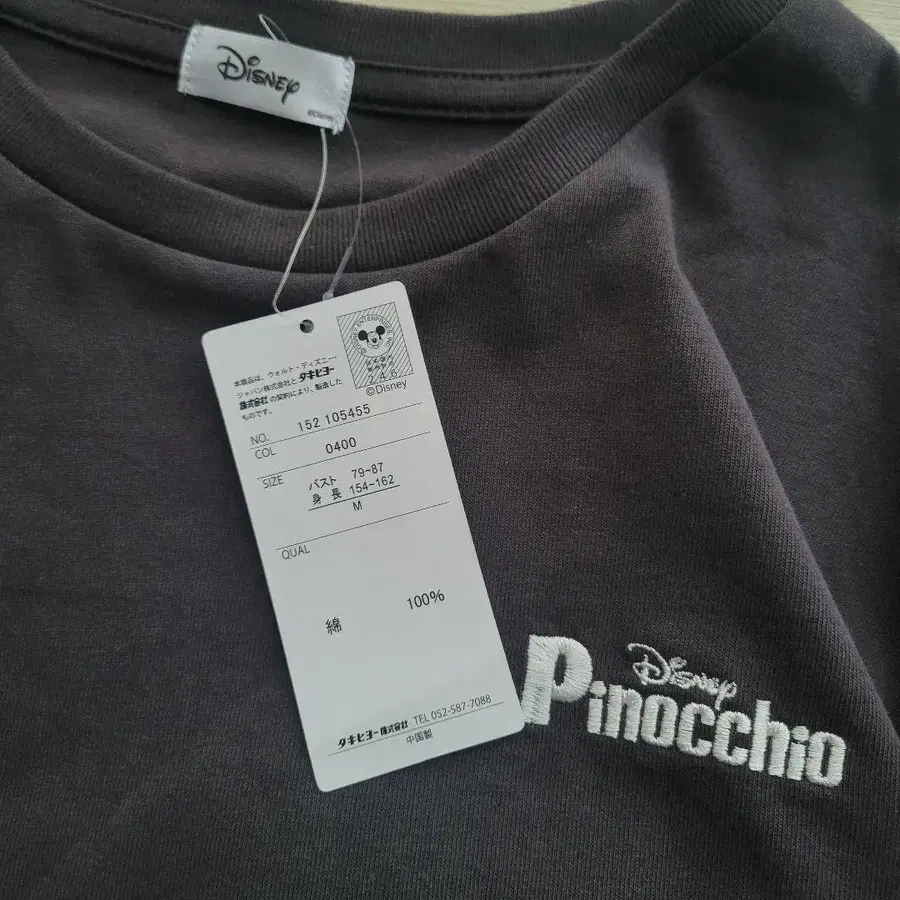 Disney
©Disney
本商品は、ウォルト・ディズニー
ジャパン株式会社と タキヒヨー
株式会社 の契約により、製造した
ものです。
246
©Disney
NO. 152 105455
COL 0400
SIZE バスト 79~87
身 長 154~162
M
QUAL
綿 100%
タキヒヨー株式会社 TEL 052-587-7088
中国製
Disney
Pinocchio